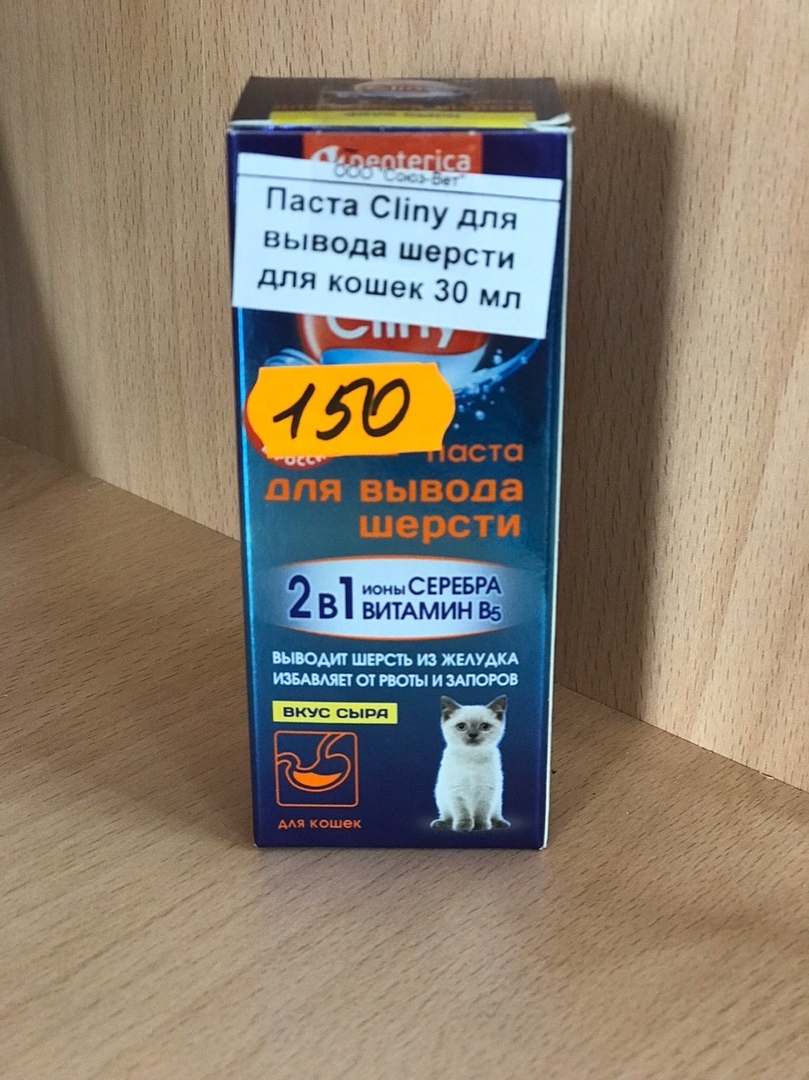 neoterica
ООО "Союз-Вет"
Паста Cliny для
вывода шерсти
для кошек 30 мл
Cliny
150
паста
для вывода
шерсти
2 в 1 ионы СЕРЕБРА
ВИТАМИН B5
ВЫВОДИТ ШЕРСТЬ ИЗ ЖЕЛУДКА
ИЗБАВЛЯЕТ ОТ РВОТЫ И ЗАПОРОВ
ВКУС СЫРА
для кошек